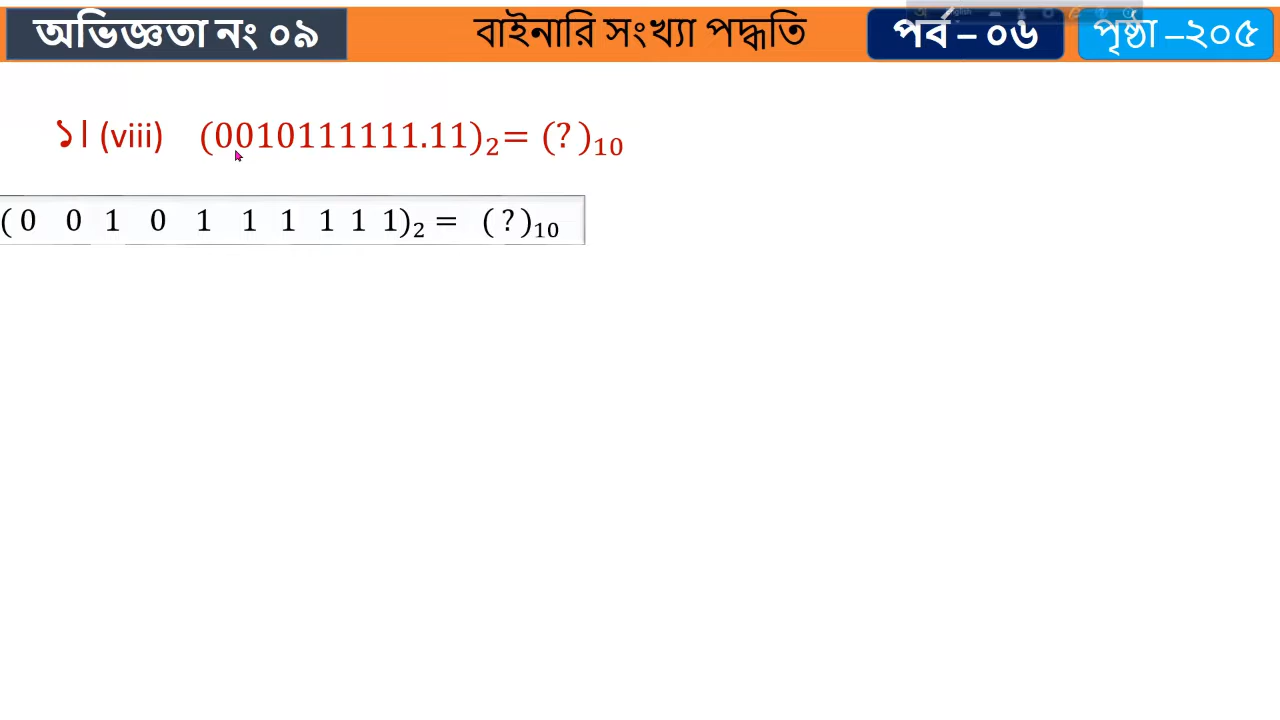 অভিজ্ঞতা নং ০৯ বাইনারি সংখ্যা পদ্ধতি পর্ব – ০৬ পৃষ্ঠা –২০৫
১। (viii) (0010111111.11)₂= (? )₁₀
( 0 0 1 0 1 1 1 1 1 1)₂ = ( ? )₁₀